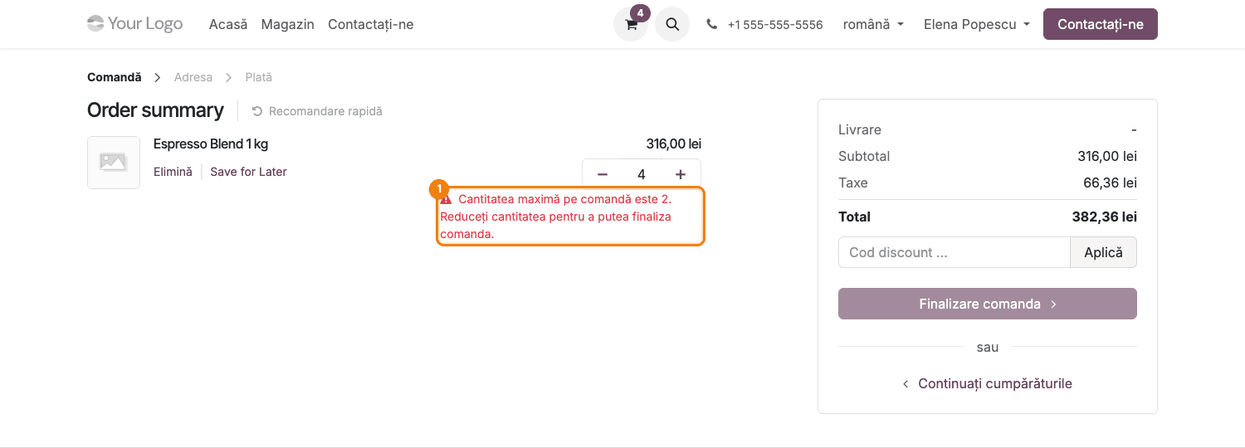 Your Logo Acasă Magazin Contactați-ne 4 +1 555-555-5556 română Elena Popescu Contactați-ne
Comandă Adresa Plată
Order summary Recomandare rapidă
Espresso Blend 1 kg 316,00 lei
Elimină Save for Later
− 4 +
1
Cantitatea maximă pe comandă este 2.
Reduceți cantitatea pentru a putea finaliza
comanda.
Livrare -
Subtotal 316,00 lei
Taxe 66,36 lei
Total 382,36 lei
Cod discount ... Aplică
Finalizare comanda
sau
Continuați cumpărăturile